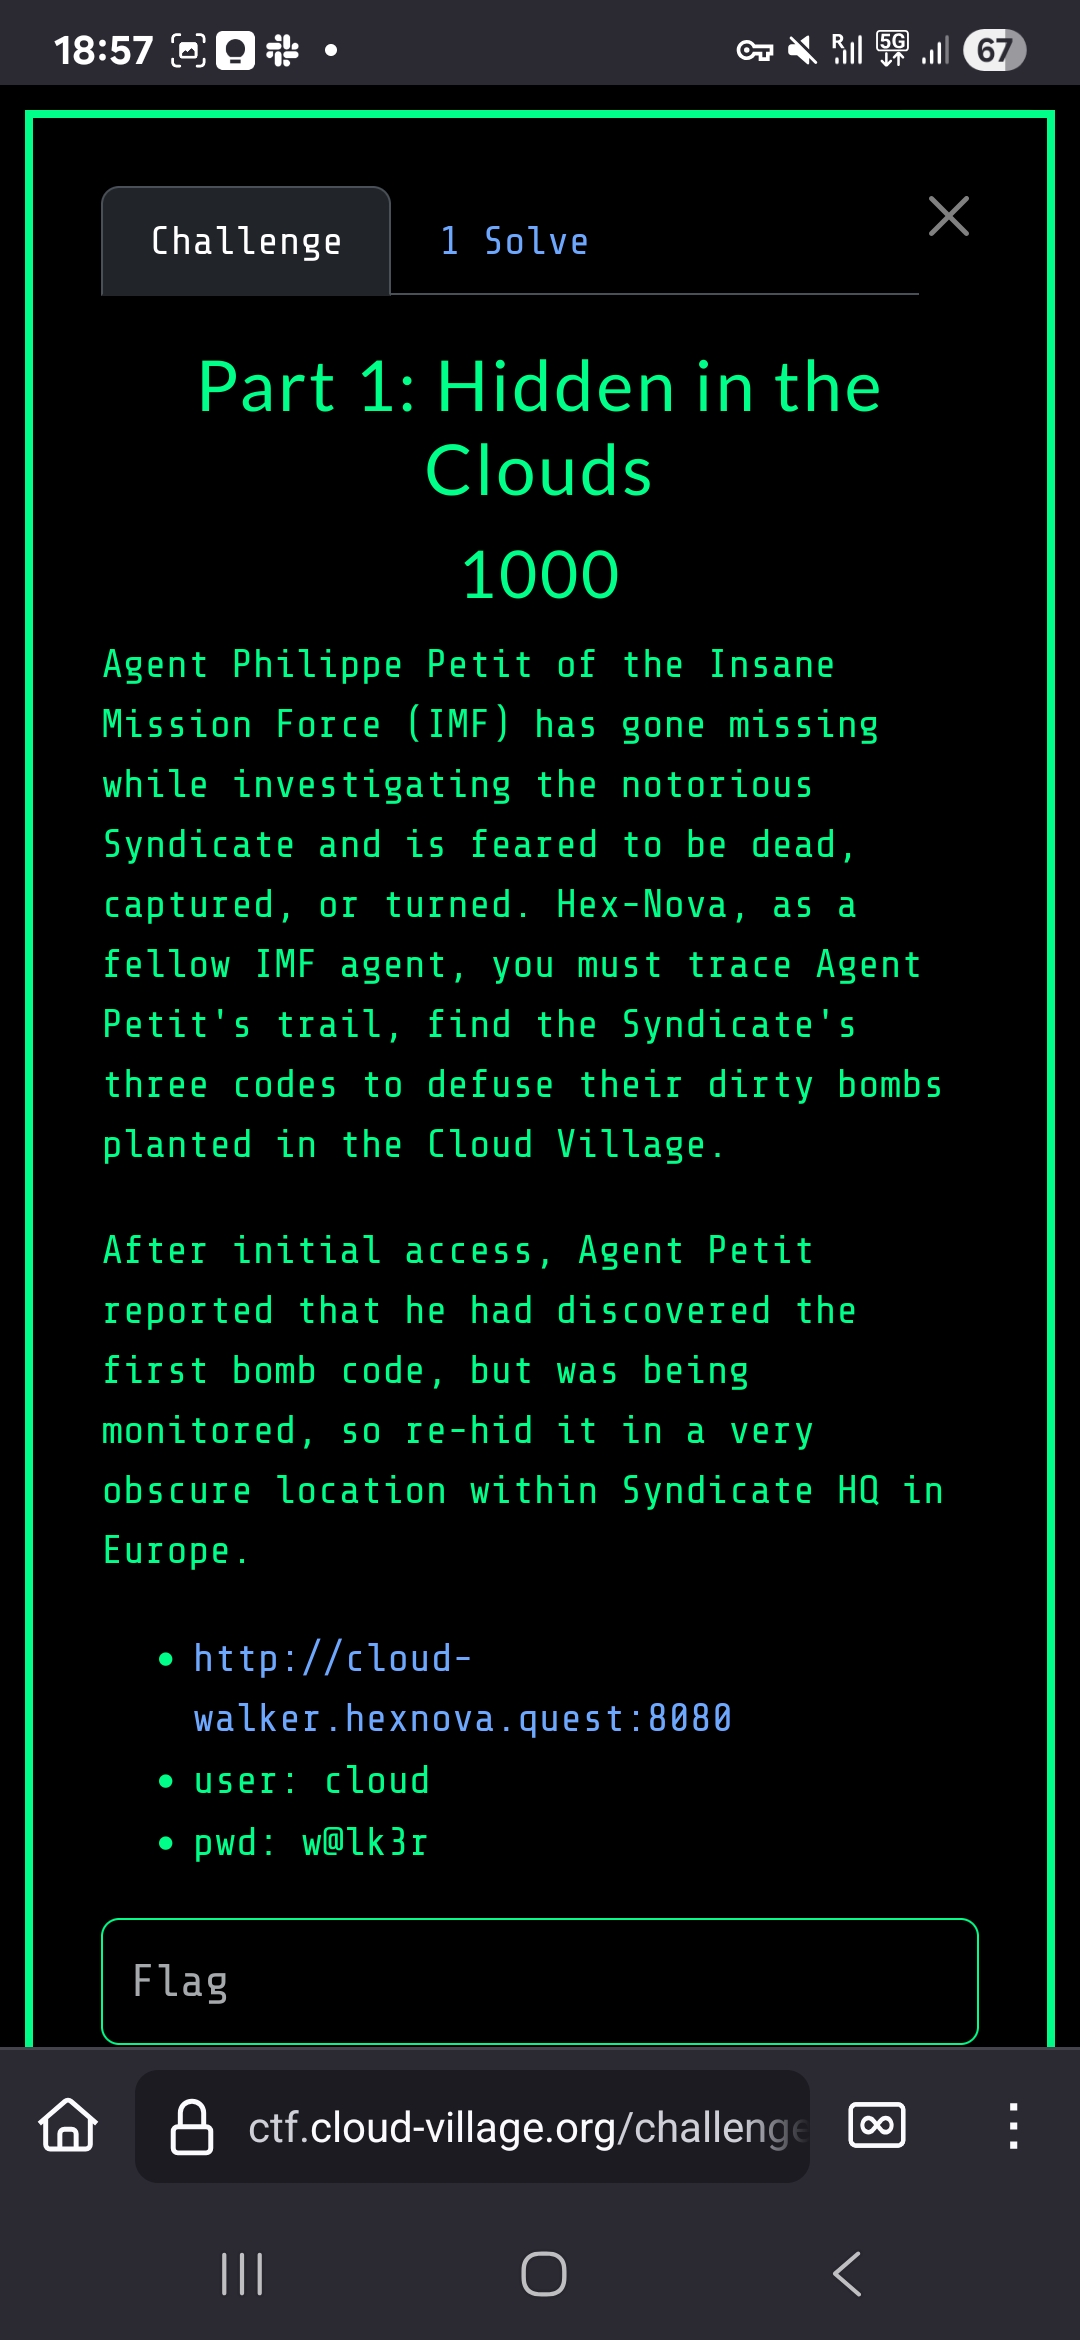 18:57
R 5G 67
Challenge
1 Solve
Part 1: Hidden in the
Clouds
1000
Agent Philippe Petit of the Insane
Mission Force (IMF) has gone missing
while investigating the notorious
Syndicate and is feared to be dead,
captured, or turned. Hex-Nova, as a
fellow IMF agent, you must trace Agent
Petit's trail, find the Syndicate's
three codes to defuse their dirty bombs
planted in the Cloud Village.
After initial access, Agent Petit
reported that he had discovered the
first bomb code, but was being
monitored, so re-hid it in a very
obscure location within Syndicate HQ in
Europe.
http://cloud-
walker.hexnova.quest:8080
user: cloud
pwd: w@lk3r
Flag
ctf.cloud-village.org/challenge